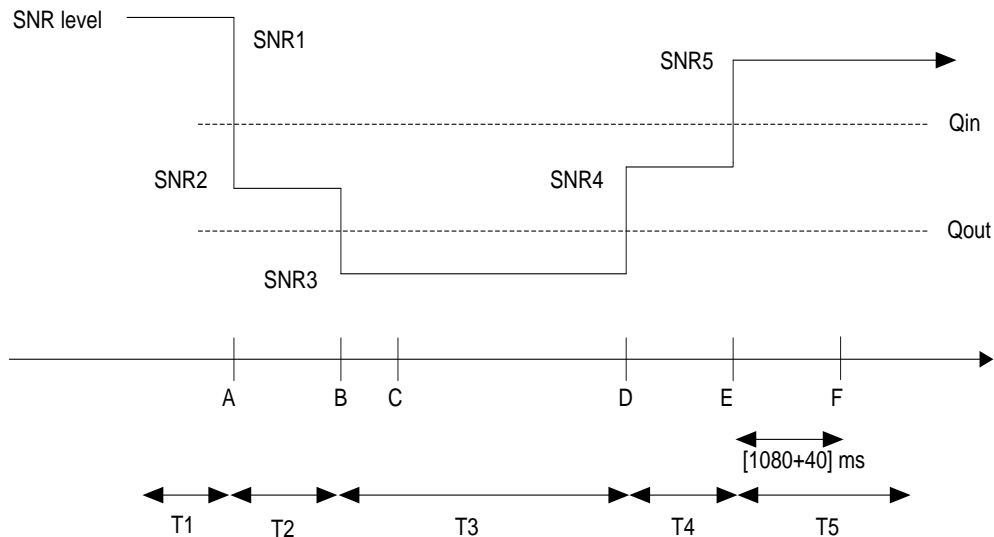 SNR level
SNR1
SNR5
Qin
SNR2
SNR4
Qout
SNR3
A B C D E F
[1080+40] ms
T1 T2 T3 T4 T5